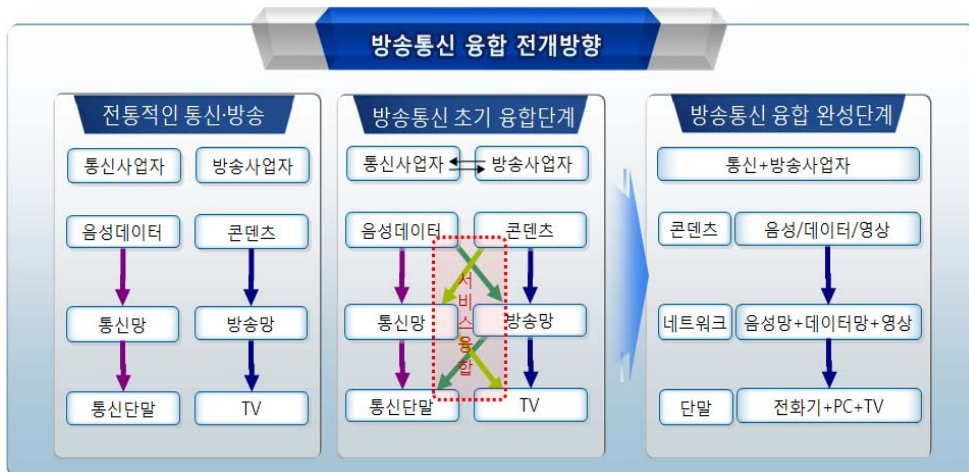 방송통신 융합 전개방향
전통적인 통신·방송
통신사업자
방송사업자
음성데이터
콘텐츠
통신망
방송망
통신단말
TV
방송통신 초기 융합단계
통신사업자
방송사업자
음성데이터
콘텐츠
서비스융합
통신망
방송망
통신단말
TV
방송통신 융합 완성단계
통신+방송사업자
콘덴츠
음성/데이터/영상
네트워크
음성망+데이터망+영상
단말
전화기+PC+TV